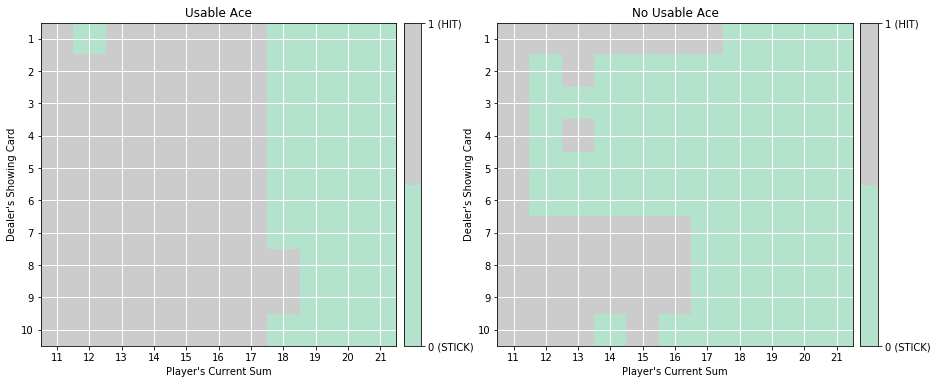 Usable Ace
1 (HIT)
1
2
3
4
5
6
7
8
9
10
Dealer's Showing Card
0 (STICK)
11 12 13 14 15 16 17 18 19 20 21
Player's Current Sum
No Usable Ace
1 (HIT)
1
2
3
4
5
6
7
8
9
10
Dealer's Showing Card
0 (STICK)
11 12 13 14 15 16 17 18 19 20 21
Player's Current Sum